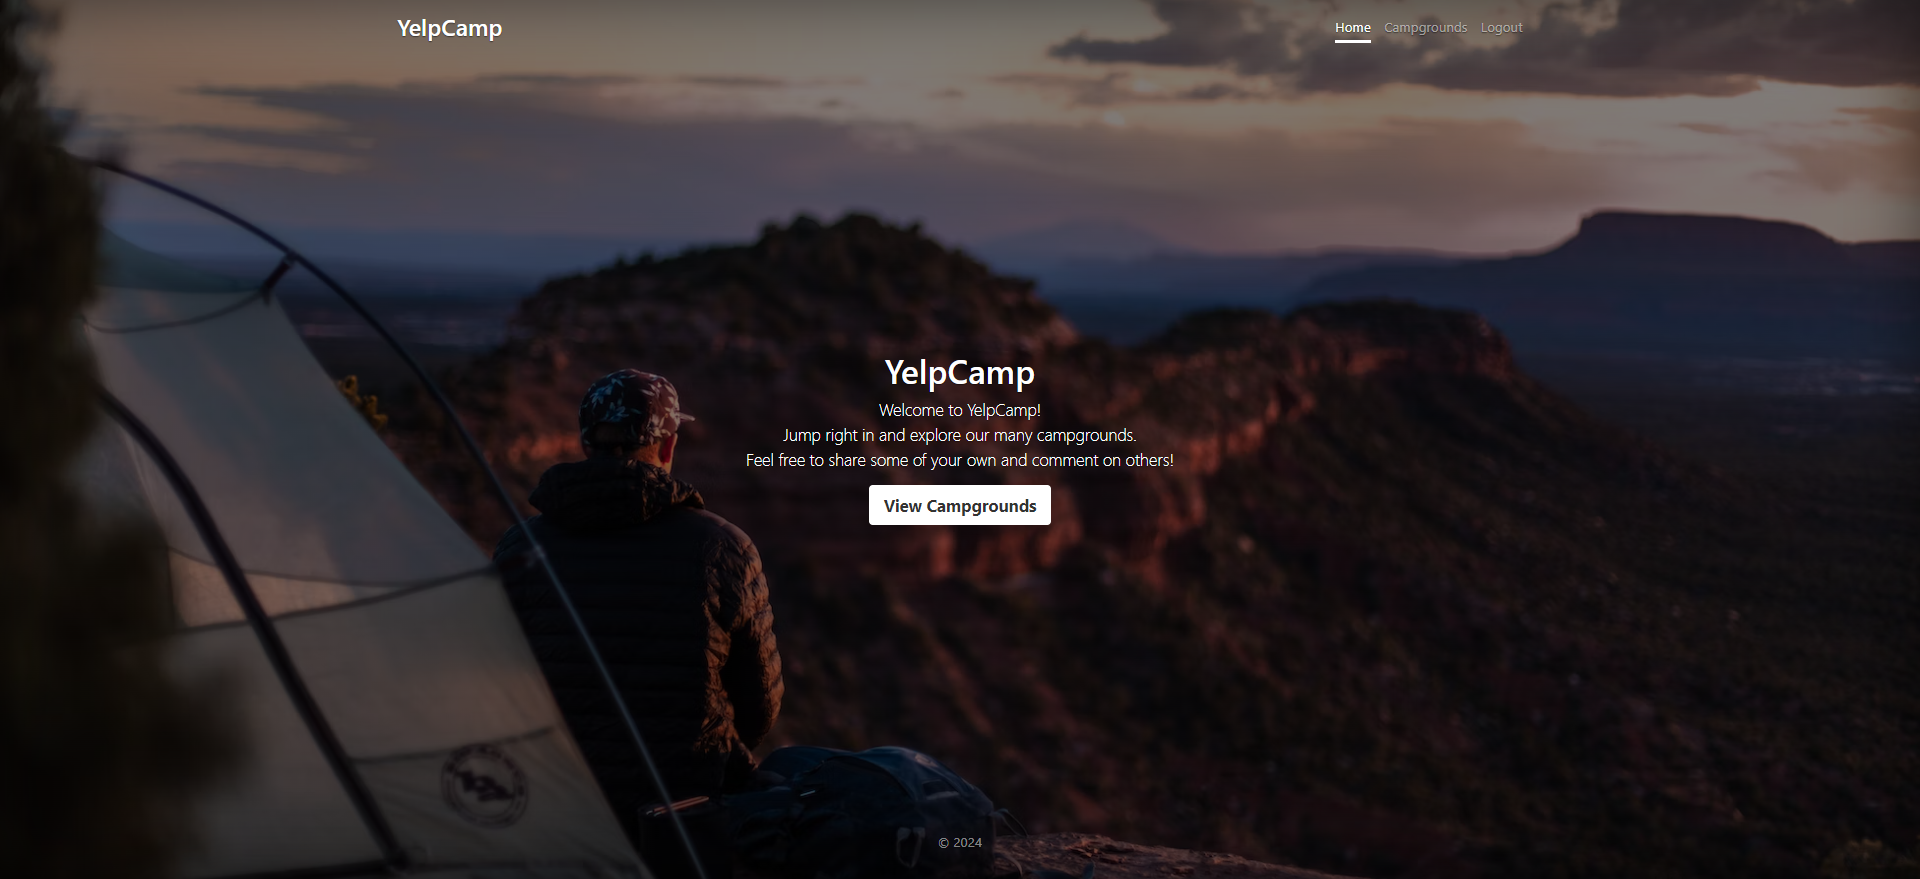 YelpCamp
Home Campgrounds Logout
YelpCamp
Welcome to YelpCamp!
Jump right in and explore our many campgrounds.
Feel free to share some of your own and comment on others!
View Campgrounds
© 2024